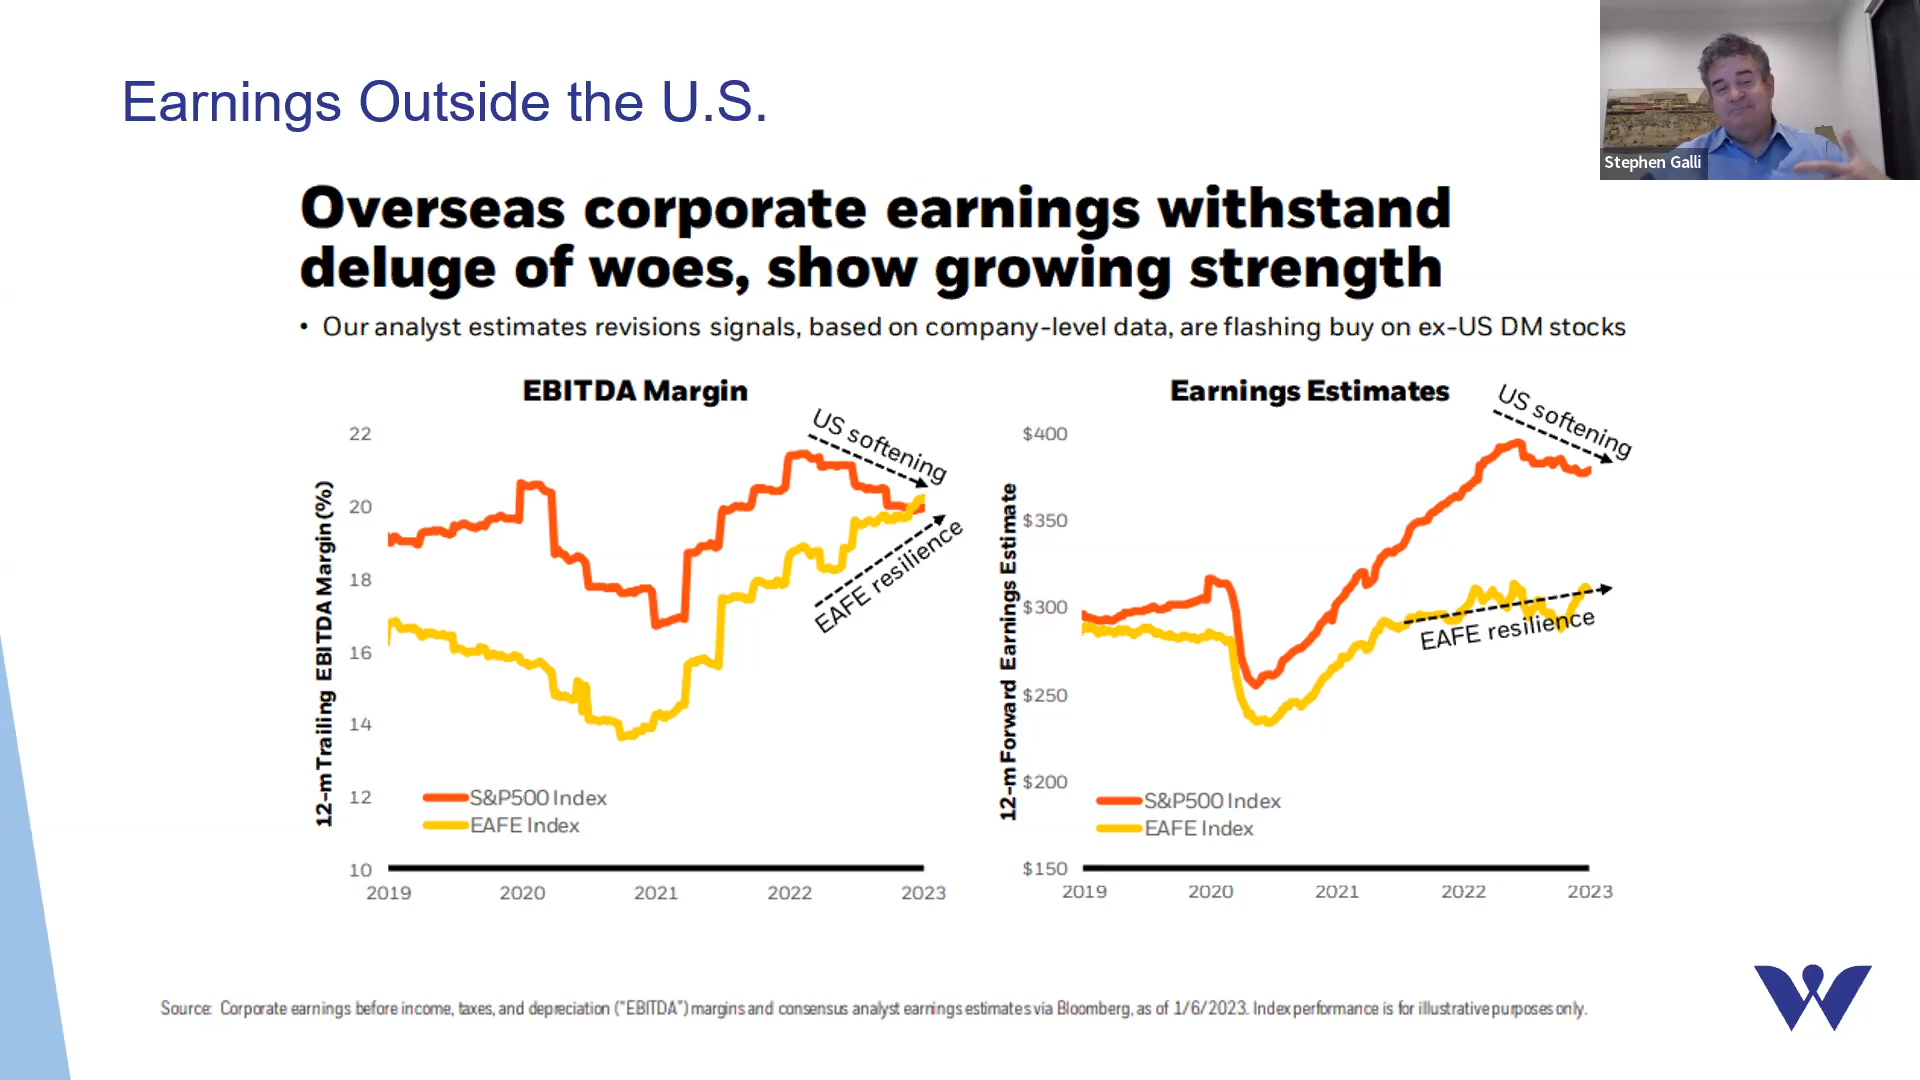 Earnings Outside the U.S.
Stephen Galli
Overseas corporate earnings withstand
deluge of woes, show growing strength
• Our analyst estimates revisions signals, based on company-level data, are flashing buy on ex-US DM stocks
EBITDA Margin
12-m Trailing EBITDA Margin (%)
22
20
18
16
14
12
10
US softening
EAFE resilience
S&P500 Index
EAFE Index
2019 2020 2021 2022 2023
Earnings Estimates
12-m Forward Earnings Estimate
$400
$350
$300
$250
$200
$150
US softening
EAFE resilience
S&P500 Index
EAFE Index
2019 2020 2021 2022 2023
Source: Corporate earnings before income, taxes, and depreciation ("EBITDA") margins and consensus analyst earnings estimates via Bloomberg, as of 1/6/2023. Index performance is for illustrative purposes only.